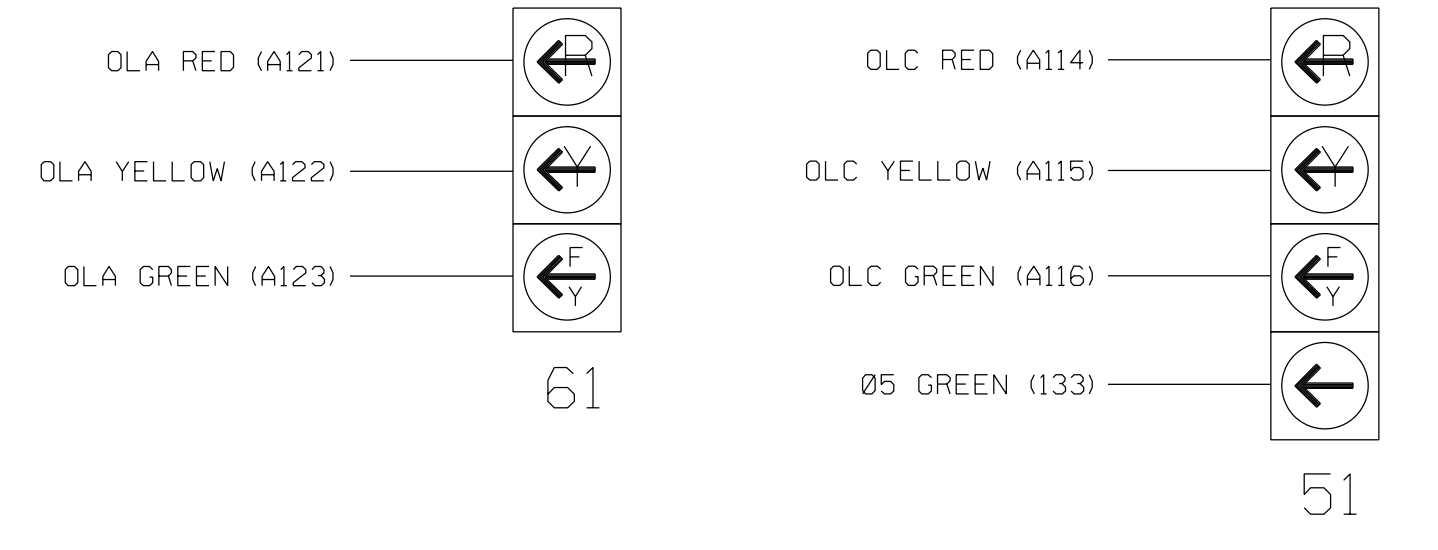 OLA RED (A121)
R
OLA YELLOW (A122)
Y
OLA GREEN (A123)
F
Y
61
OLC RED (A114)
R
OLC YELLOW (A115)
Y
OLC GREEN (A116)
F
Y
Ø5 GREEN (133)
51